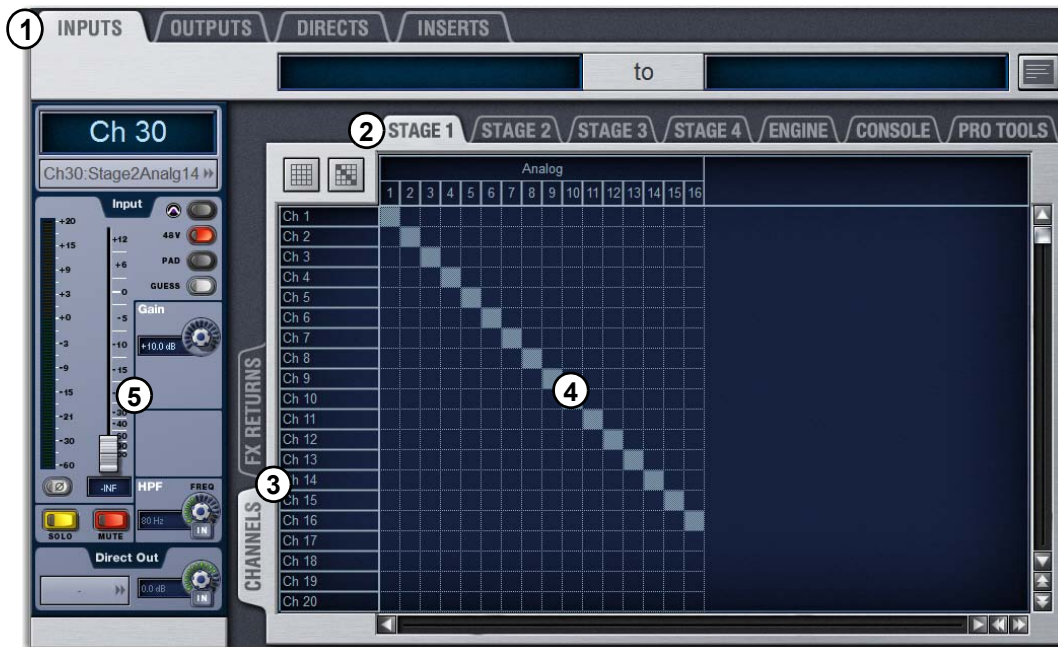 1 INPUTS OUTPUTS DIRECTS INSERTS
to
Ch 30
Ch30:Stage2Analg14
Input
+20
+15
+9
+3
+0
-3
-9
-15
-21
-30
-60
+12
+6
0
-5
-10
-15
-30
-40
48V
PAD
GUESS
Gain
+10.0 dB
5
-INF
HPF FREQ
80 Hz
IN
SOLO MUTE
Direct Out
- 0.0 dB
IN
FX RETURNS
3
CHANNELS
2 STAGE 1 STAGE 2 STAGE 3 STAGE 4 ENGINE CONSOLE PRO TOOLS
Analog
1 2 3 4 5 6 7 8 9 10 11 12 13 14 15 16
Ch 1
Ch 2
Ch 3
Ch 4
Ch 5
Ch 6
Ch 7
Ch 8
Ch 9
4
Ch 10
Ch 11
Ch 12
Ch 13
Ch 14
Ch 15
Ch 16
Ch 17
Ch 18
Ch 19
Ch 20